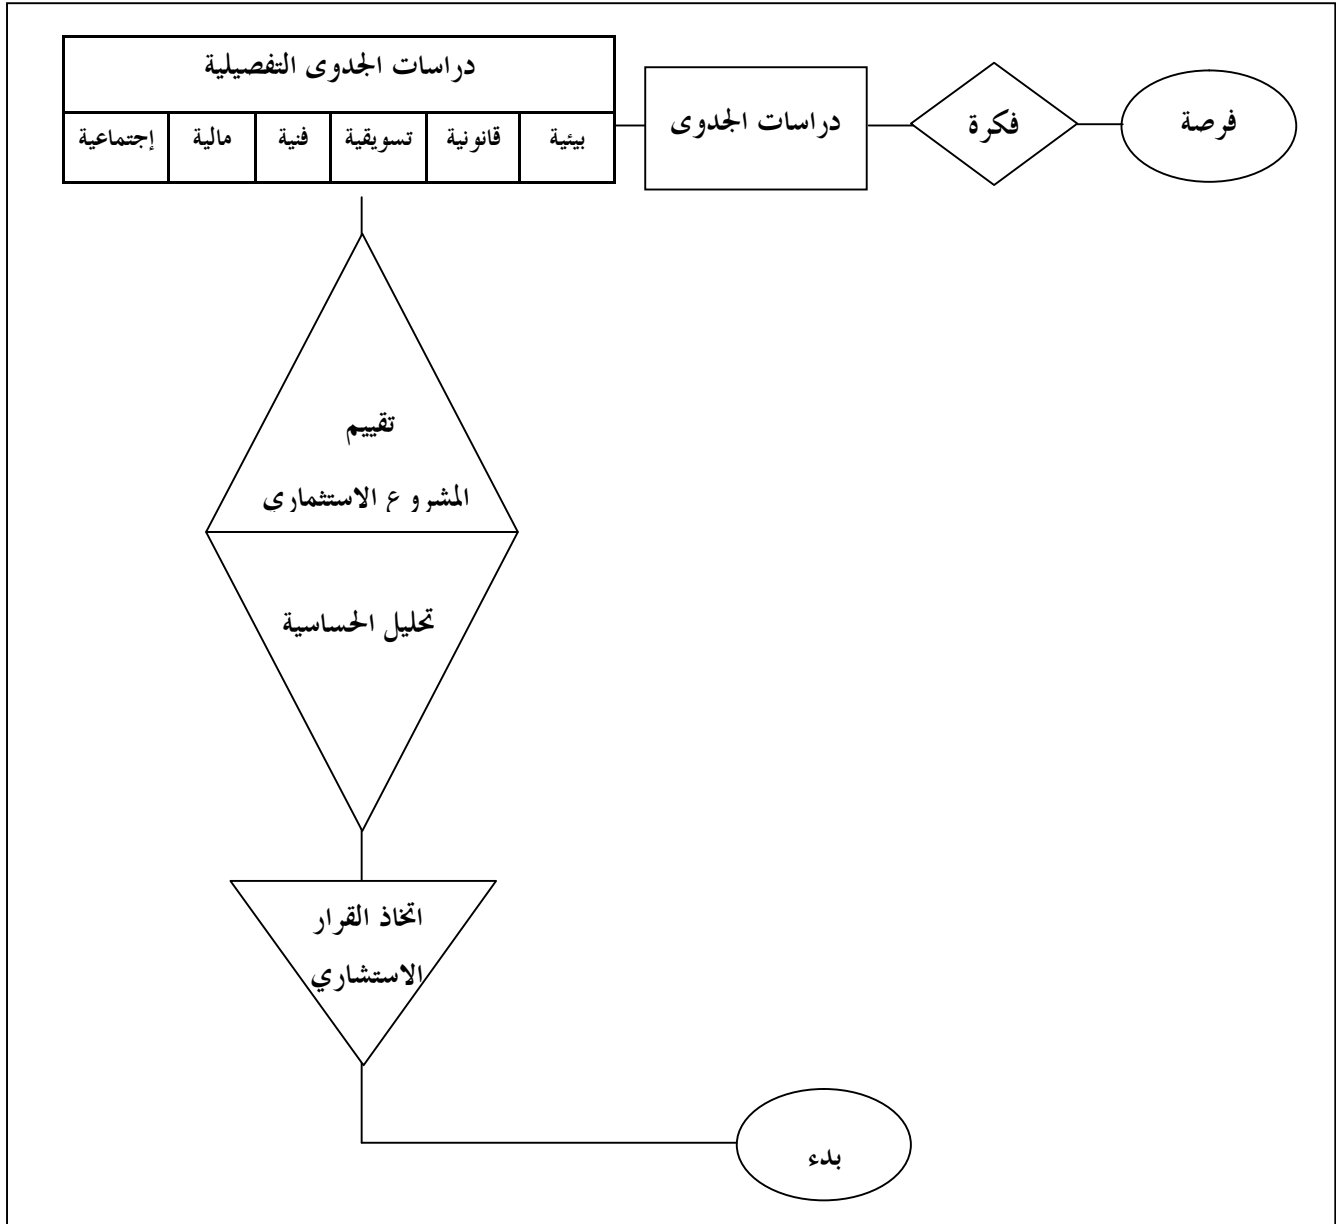 فرصة
فكرة
دراسات الجدوى
دراسات الجدوى التفصيلية
بيئية
قانونية
تسويقية
فنية
مالية
إجتماعية
تقييم
المشروع الاستثماري
تحليل الحساسية
اتخاذ القرار
الاستشاري
بدء